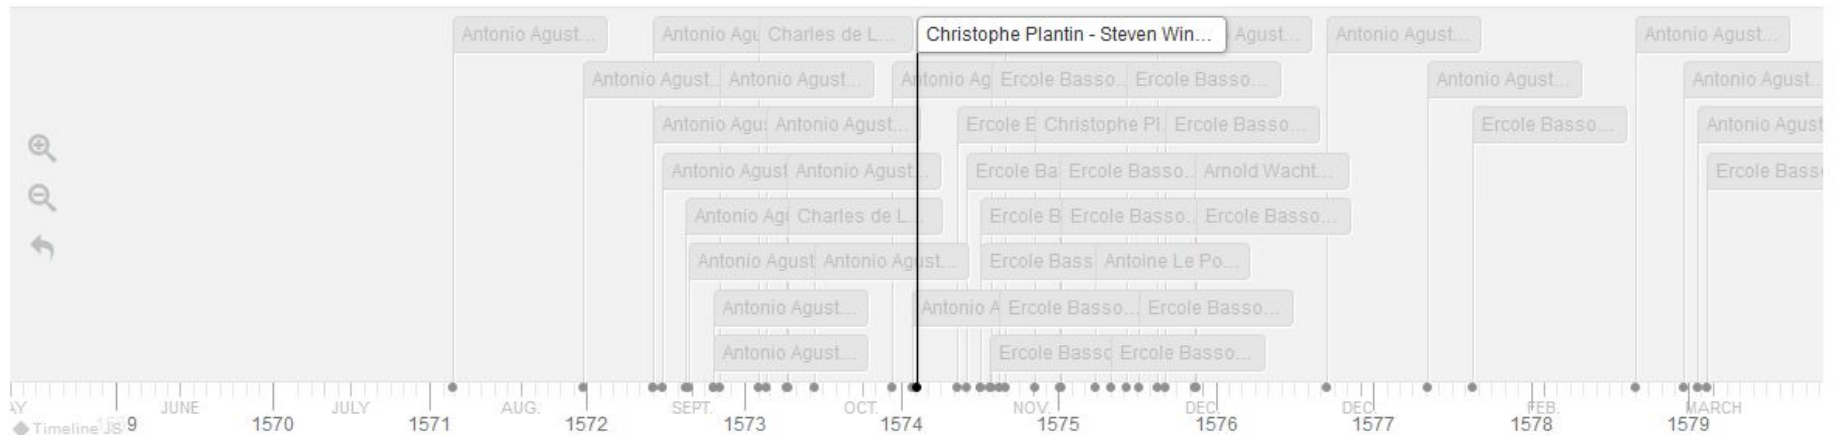 Antonio Agust... Antonio Agu Charles de L... Christophe Plantin - Steven Win... Agust... Antonio Agust... Antonio Agust...
Antonio Agust.. Antonio Agust... Antonio Ag Ercole Basso.. Ercole Basso... Antonio Agust... Antonio Agust...
Antonio Agu Antonio Agust... Ercole B Christophe Pl. Ercole Basso... Ercole Basso... Antonio Agust
Antonio Agust Antonio Agust... Ercole Ba Ercole Basso.. Arnold Wacht... Ercole Bass
Antonio Ag Charles de L... Ercole B Ercole Basso.. Ercole Basso...
Antonio Agust Antonio Agust... Ercole Bass Antoine Le Po...
Antonio Agust... Antonio A Ercole Basso... Ercole Basso...
Antonio Agust... Ercole Basso Ercole Basso...
AY JUNE JULY AUG. SEPT. OCT. NOV. DEC. DEC. FEB. MARCH
Timeline JS 9 1570 1571 1572 1573 1574 1575 1576 1577 1578 1579